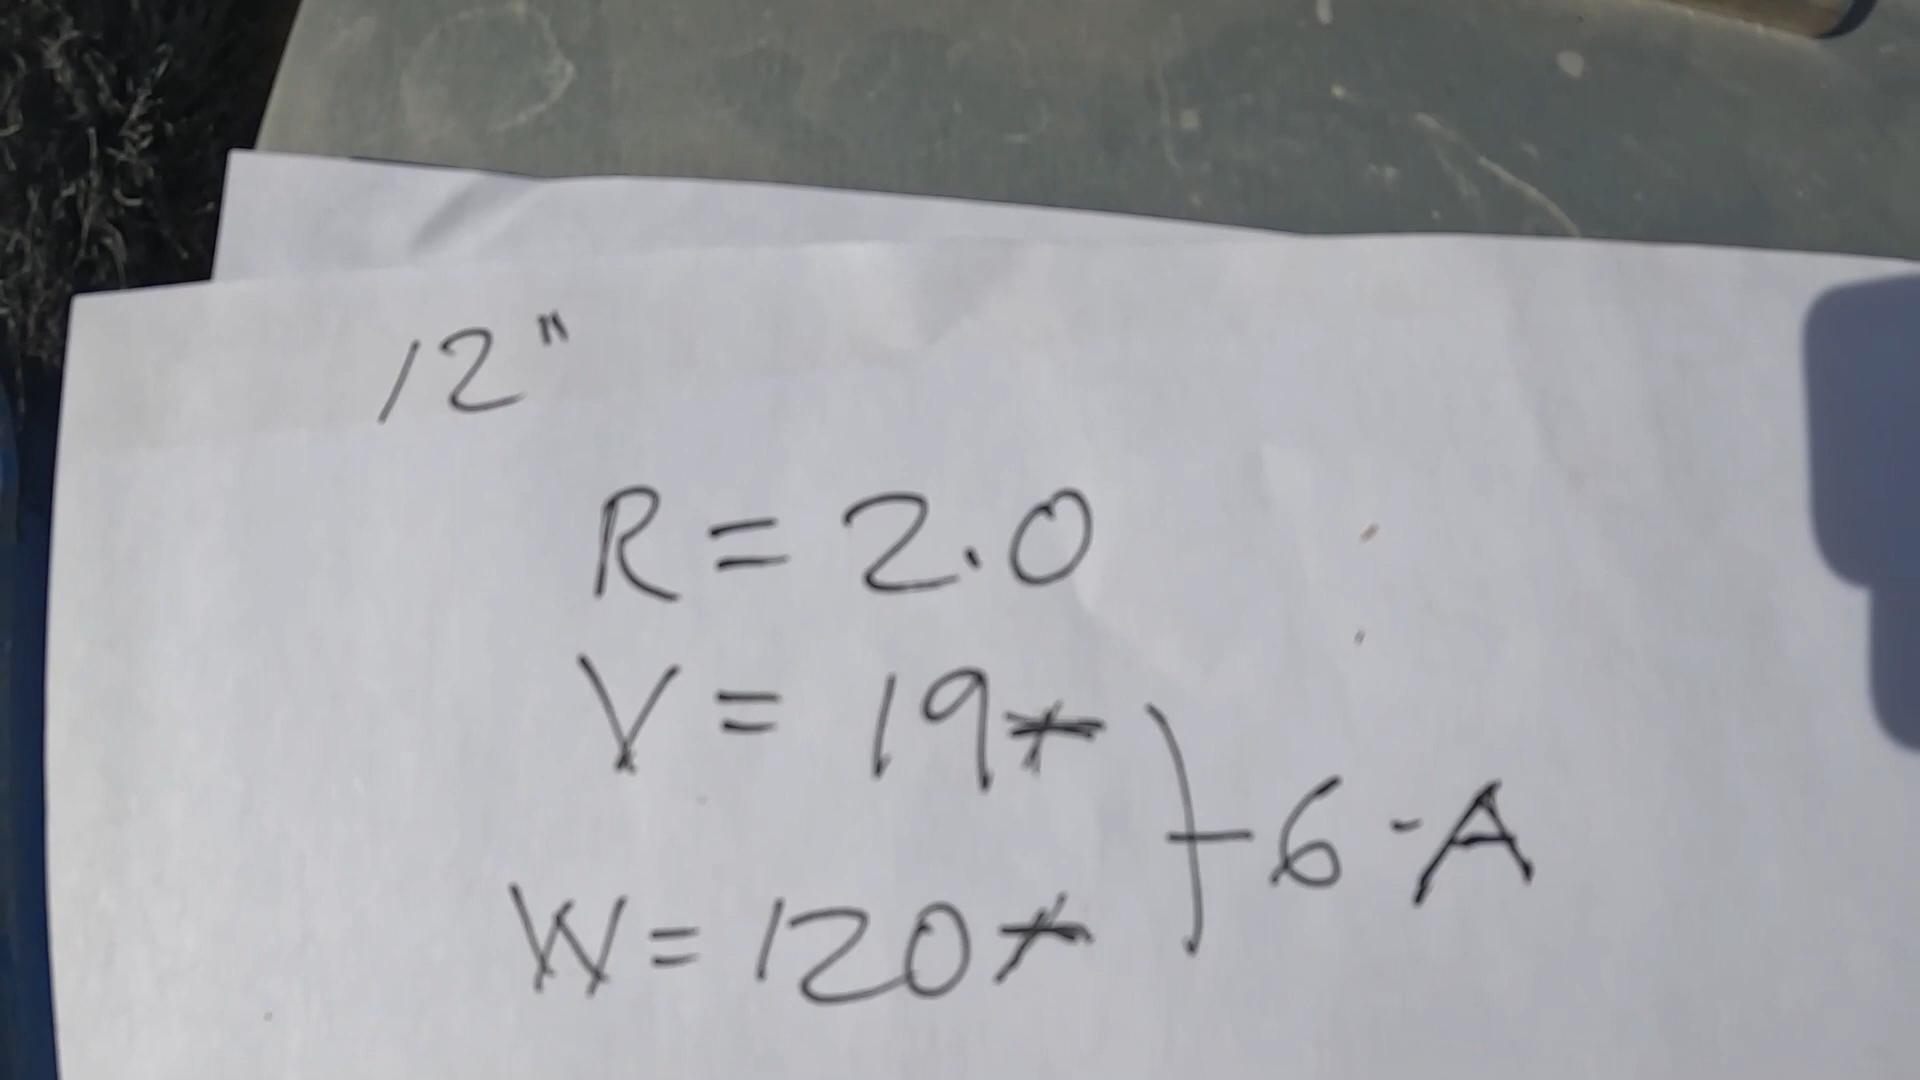 12"
R = 2.0
V = 19+
W = 120+
6-A